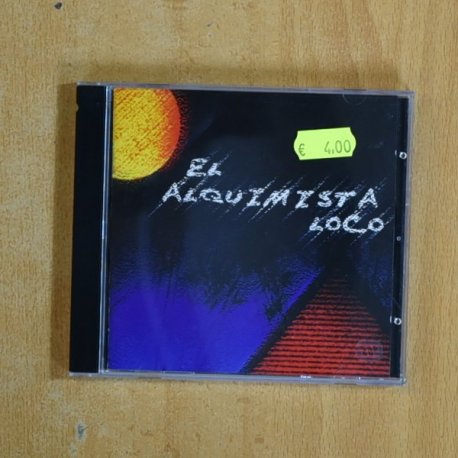 € 4.00
EL
ALQUIMISTA
LOCO